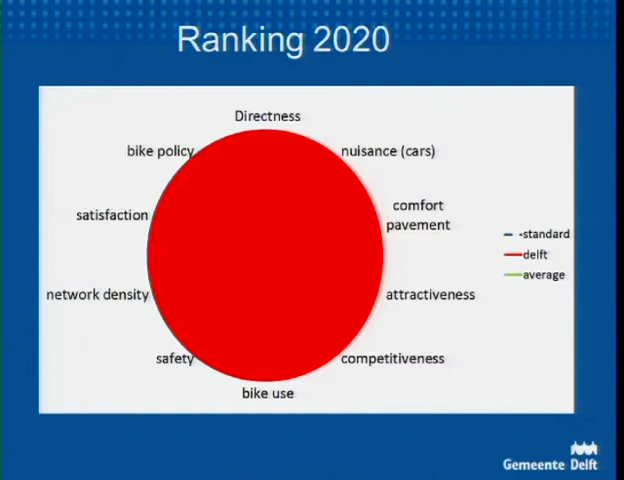 Ranking 2020
Directness
bike policy
nuisance (cars)
satisfaction
comfort
pavement
standard
delft
average
network density
attractiveness
safety
competitiveness
bike use
Gemeente Delft